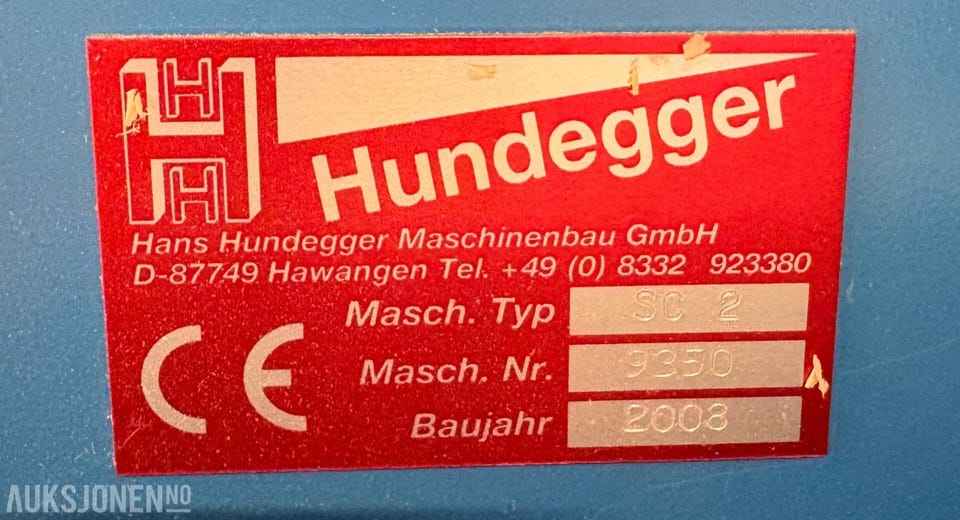 Hundegger
Hans Hundegger Maschinenbau GmbH
D-87749 Hawangen Tel. +49 (0) 8332 923380
Masch. Typ SC 2
Masch. Nr. 9350
Baujahr 2008
CE
AUKSJONEN.NO